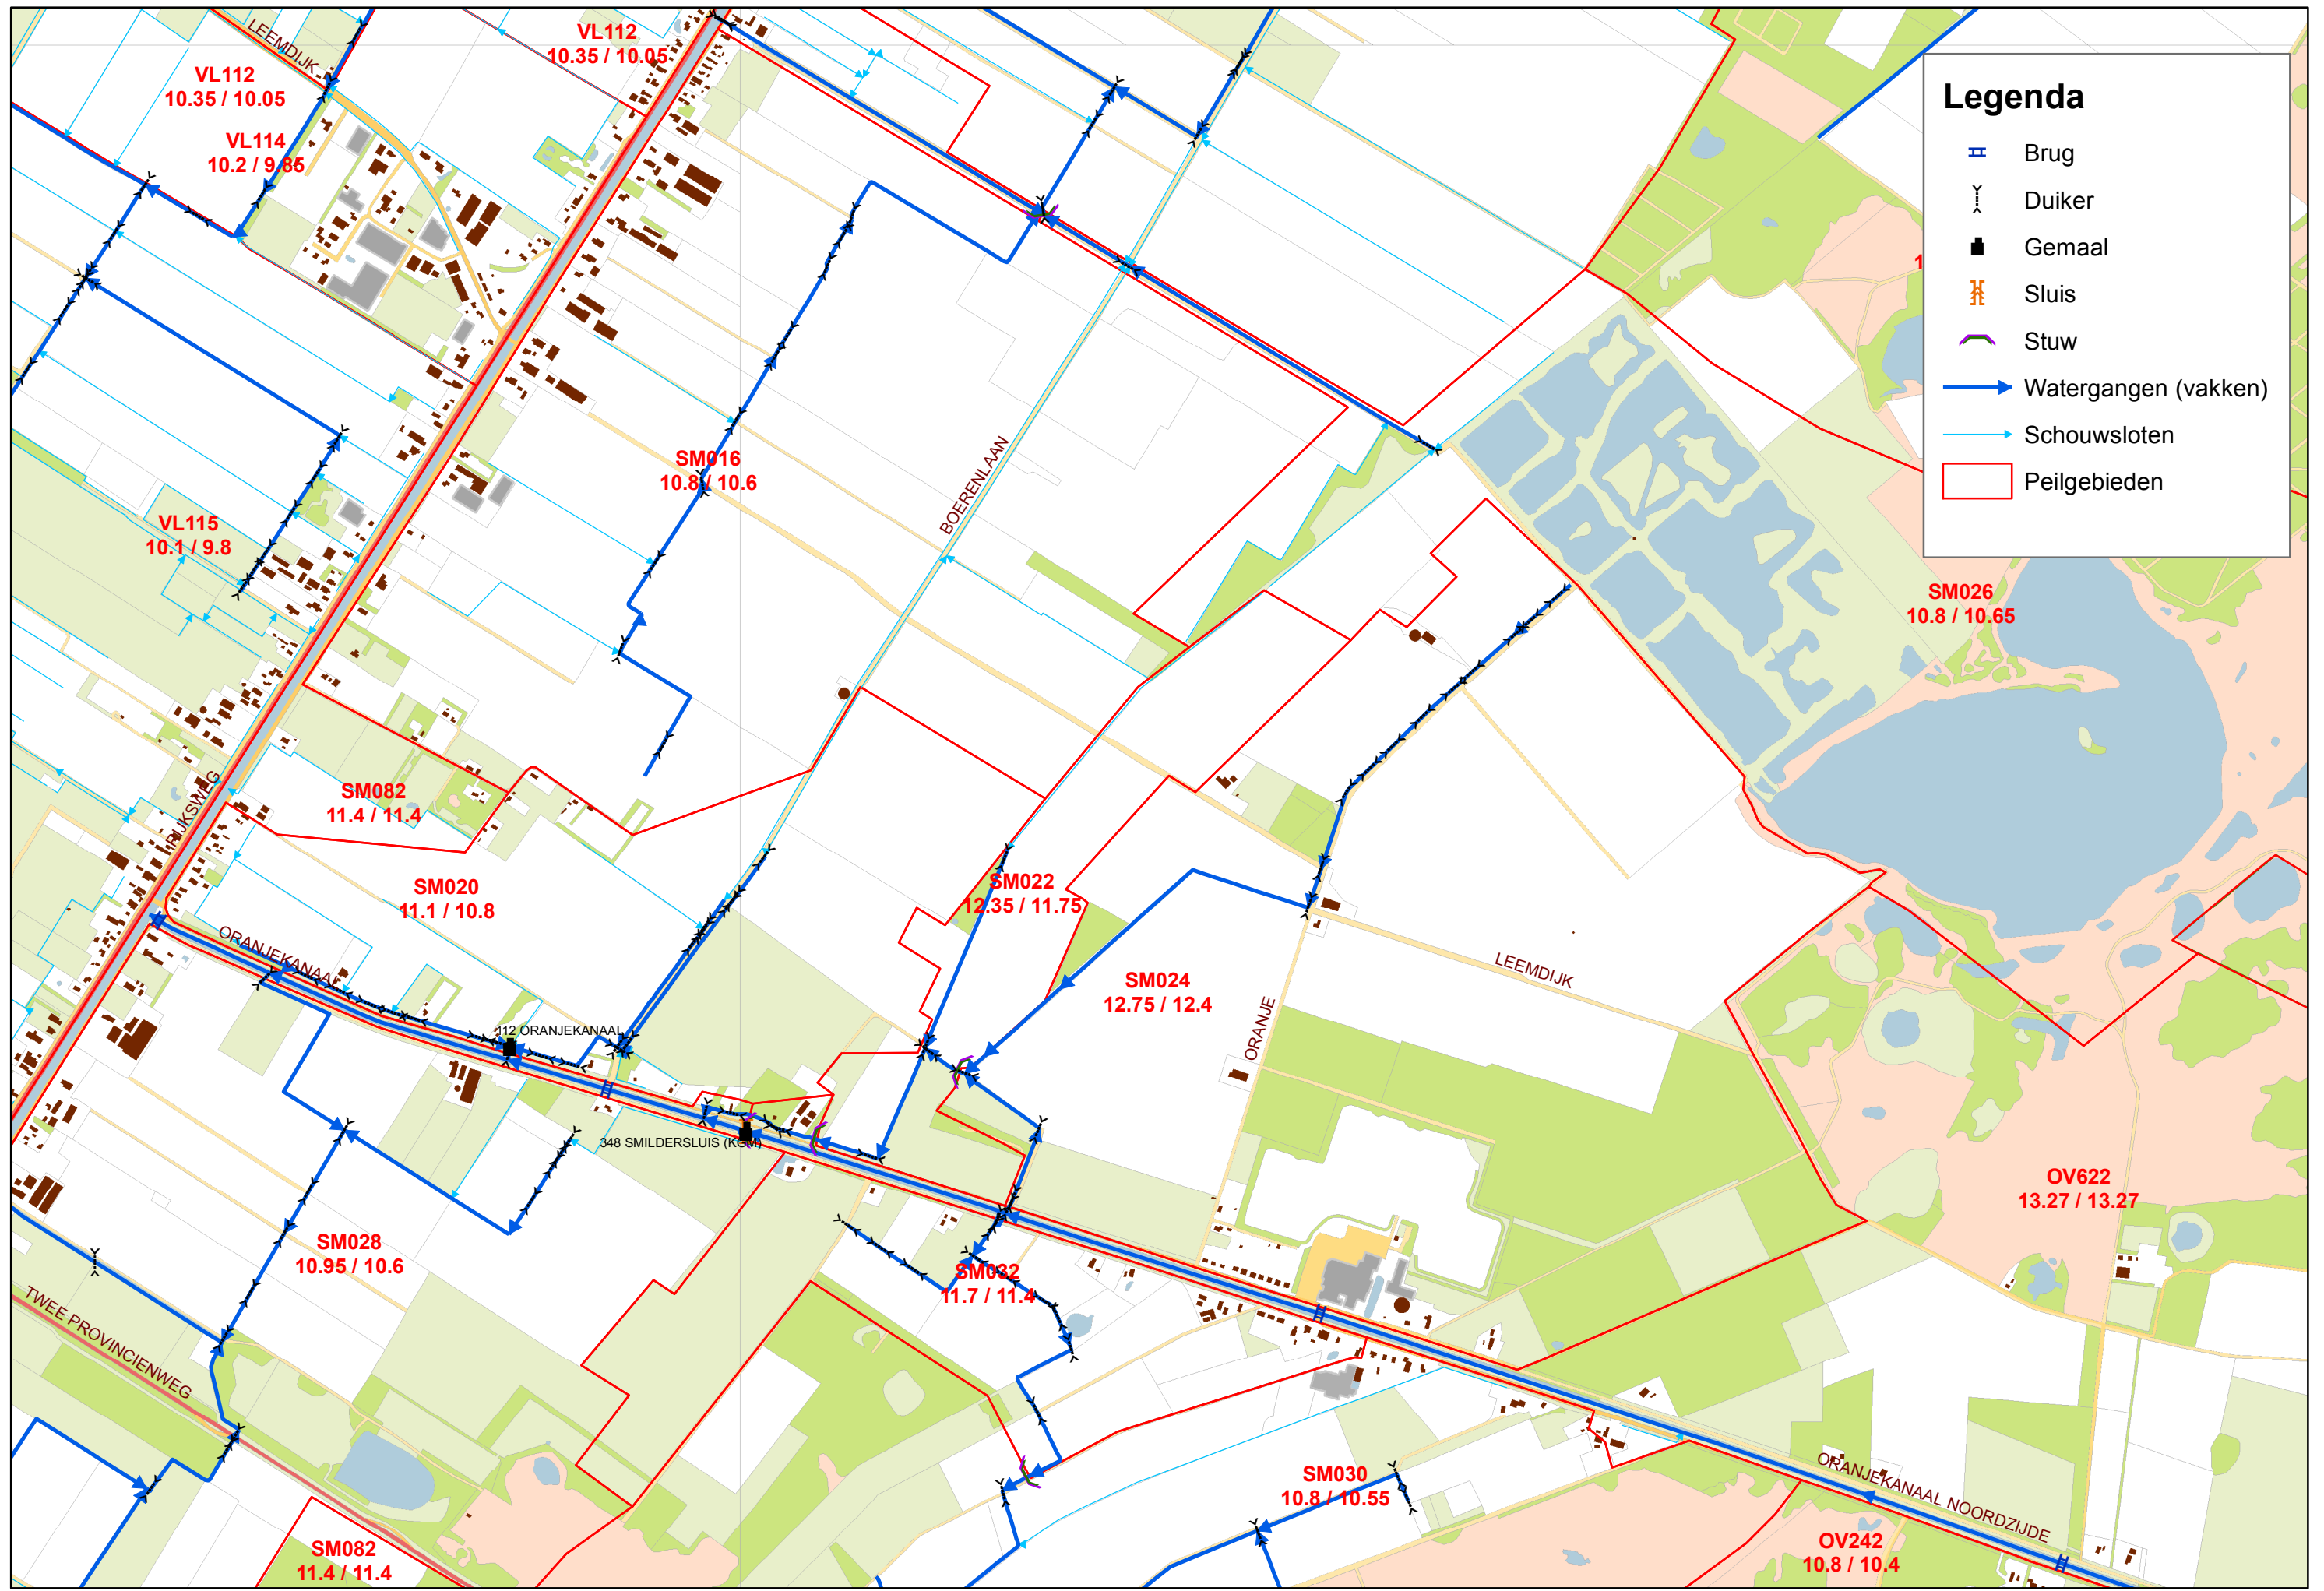 LEEMDIJK
VL112
10.35 / 10.05
VL112
10.35 / 10.05
VL114
10.2 / 9.85
Legenda
Brug
Duiker
Gemaal
Sluis
Stuw
Watergangen (vakken)
Schouwsloten
Peilgebieden
1
SM016
10.8 / 10.6
BOERENLAAN
VL115
10.1 / 9.8
SM026
10.8 / 10.65
RIJKSWEG
SM082
11.4 / 11.4
SM020
11.1 / 10.8
SM022
12.35 / 11.75
ORANJEKANAAL
SM024
12.75 / 12.4
LEEMDIJK
ORANJE
112 ORANJEKANAAL
348 SMILDERSLUIS (KGM)
OV622
13.27 / 13.27
SM028
10.95 / 10.6
SM032
11.7 / 11.4
TWEE PROVINCIENWEG
SM030
10.8 / 10.55
ORANJEKANAAL NOORDZIJDE
SM082
11.4 / 11.4
OV242
10.8 / 10.4